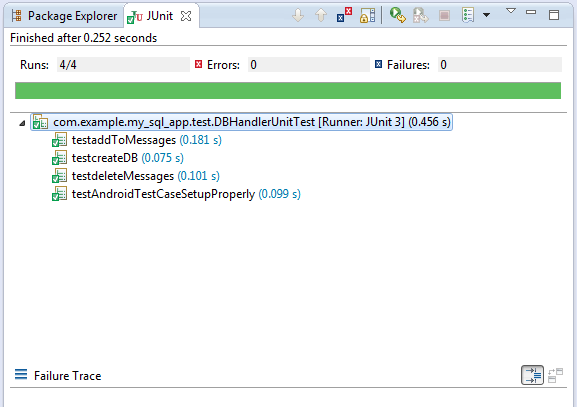 Package Explorer JUnit
Finished after 0.252 seconds
Runs: 4/4 Errors: 0 Failures: 0
com.example.my_sql_app.test.DBHandlerUnitTest [Runner: JUnit 3] (0.456 s)
testaddToMessages (0.181 s)
testcreateDB (0.075 s)
testdeleteMessages (0.101 s)
testAndroidTestCaseSetupProperly (0.099 s)
Failure Trace